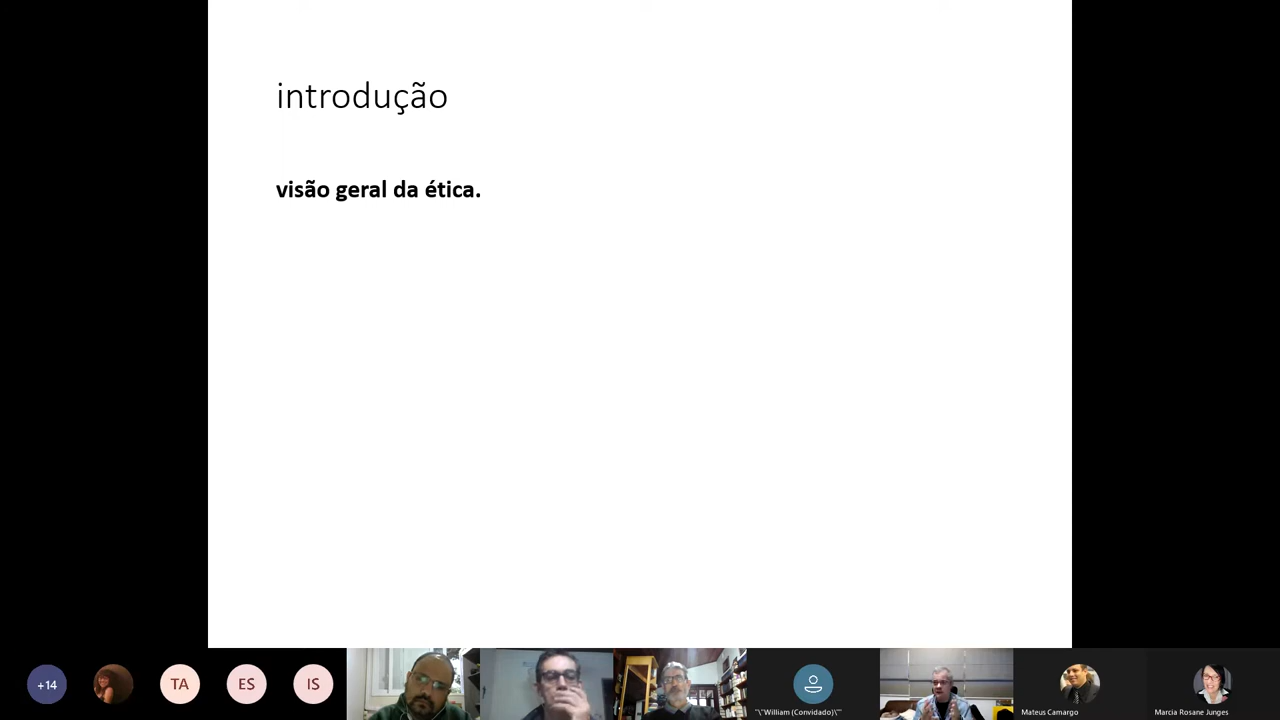 introdução
visão geral da ética.
+14
TA
ES
IS
"\"William (Convidado)\""
Mateus Camargo
Marcia Rosane Junges